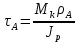 τ_A = M_k ρ_A / J_p